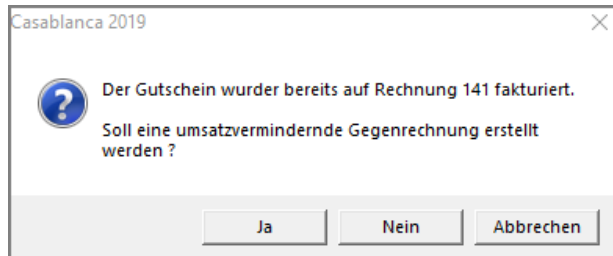 Casablanca 2019
Der Gutschein wurder bereits auf Rechnung 141 fakturiert.
Soll eine umsatzvermindernde Gegenrechnung erstellt
werden ?
Ja
Nein
Abbrechen